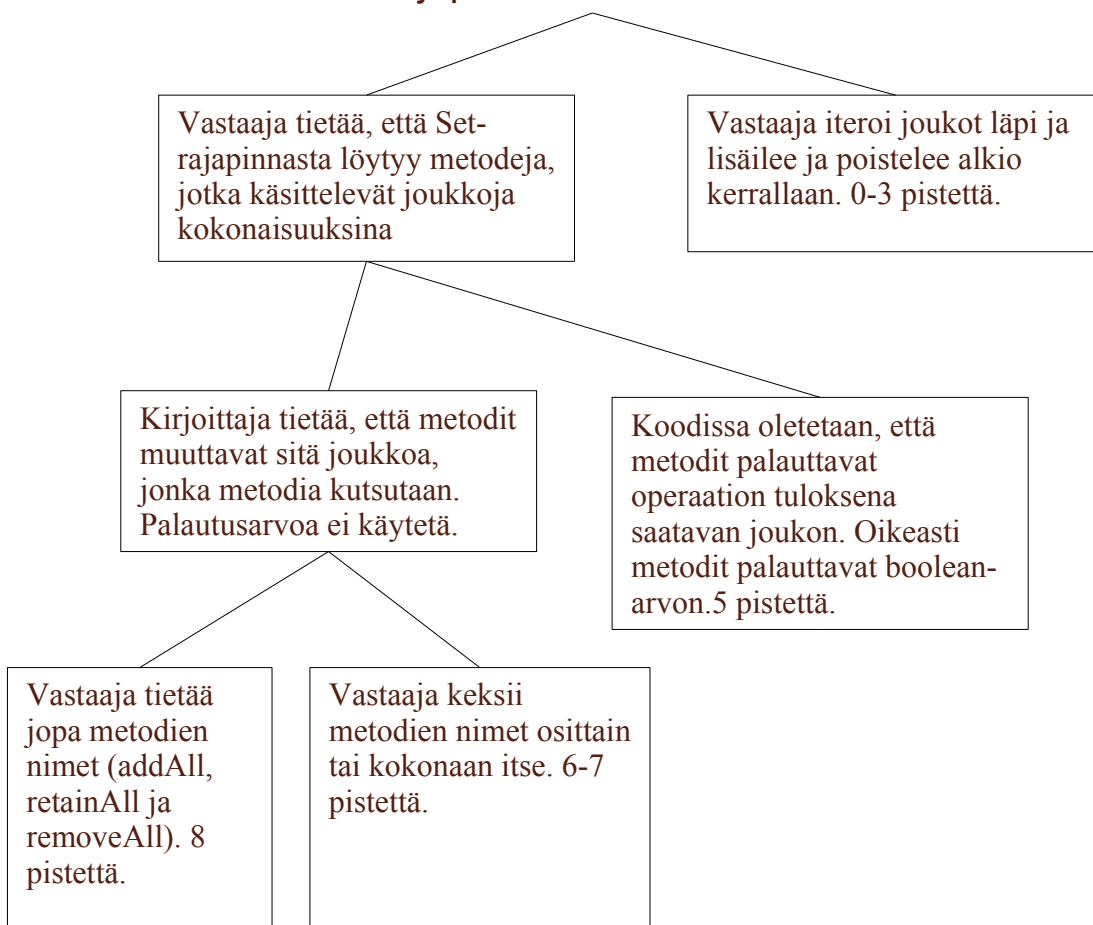 Vastaaja tietää, että Set-
rajapinnasta löytyy metodeja,
jotka käsittelevät joukkoja
kokonaisuuksina
Vastaaja iteroi joukot läpi ja
lisäilee ja poistelee alkio
kerrallaan. 0-3 pistettä.
Kirjoittaja tietää, että metodit
muuttavat sitä joukkoa,
jonka metodia kutsutaan.
Palautusarvoa ei käytetä.
Koodissa oletetaan, että
metodit palauttavat
operaation tuloksena
saatavan joukon. Oikeasti
metodit palauttavat boolean-
arvon.5 pistettä.
Vastaaja tietää
jopa metodien
nimet (addAll,
retainAll ja
removeAll). 8
pistettä.
Vastaaja keksii
metodien nimet osittain
tai kokonaan itse. 6-7
pistettä.